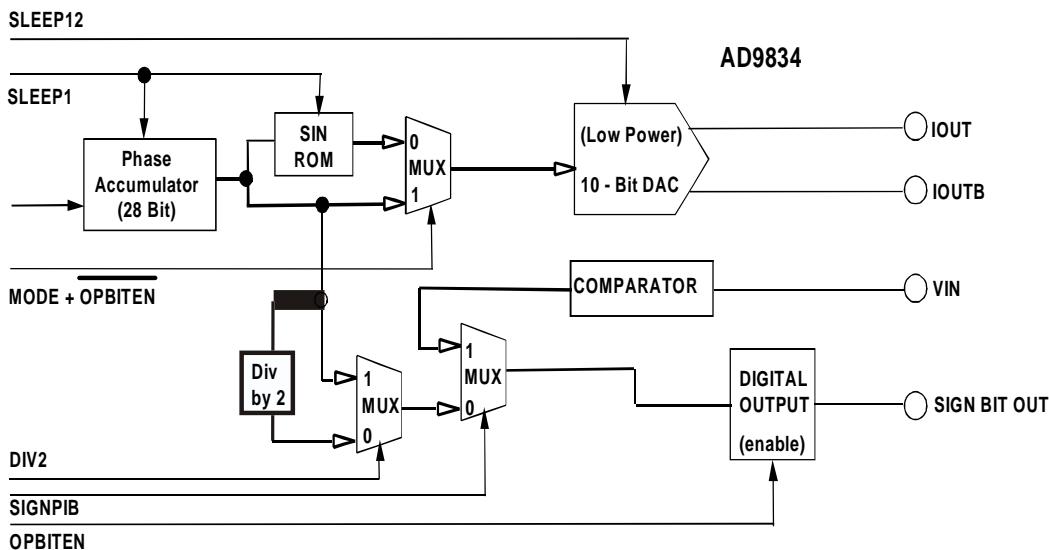 SLEEP12
AD9834
SLEEP1
SIN
ROM
(Low Power)
10 - Bit DAC
IOUT
IOUTB
Phase
Accumulator
(28 Bit)
0
MUX
1
MODE + OPBITEN
COMPARATOR
VIN
Div
by 2
1
MUX
0
1
MUX
0
DIGITAL
OUTPUT
(enable)
SIGN BIT OUT
DIV2
SIGNPIB
OPBITEN